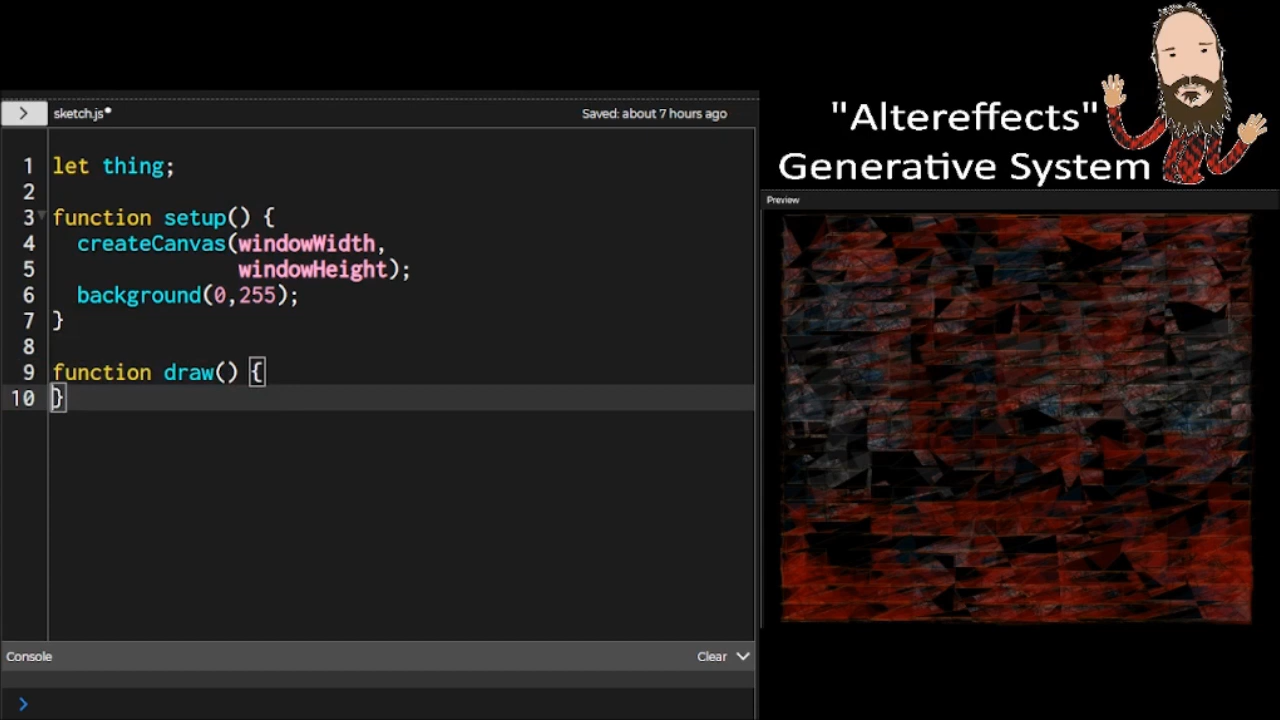 "Altereffects"
Generative System
sketch.js*
Saved: about 7 hours ago
Preview
1 let thing;
2
3 function setup() {
4 createCanvas(windowWidth,
5 windowHeight);
6 background(0,255);
7 }
8
9 function draw() {
10 }
Console
Clear